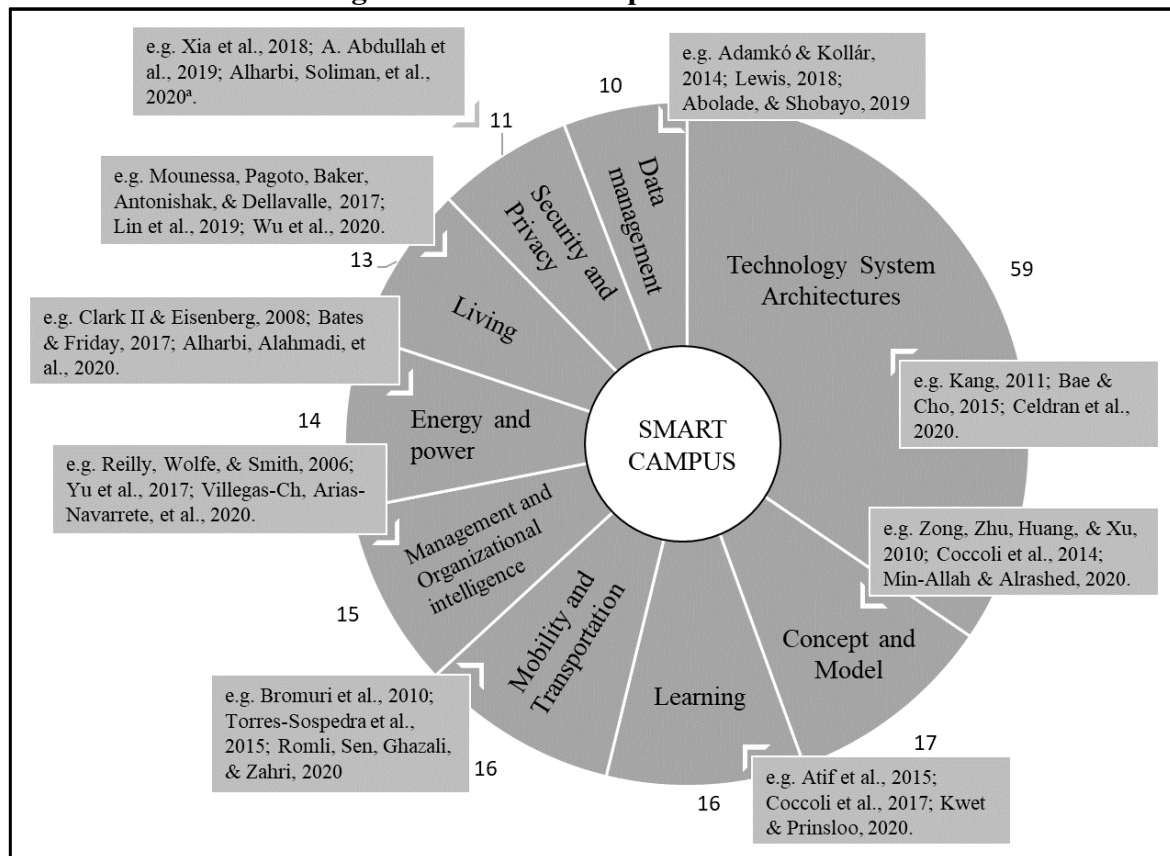 e.g. Xia et al., 2018; A. Abdullah et
al., 2019; Alharbi, Soliman, et al.,
2020ª.
10
e.g. Adamkó & Kollár,
2014; Lewis, 2018;
Abolade, & Shobayo, 2019
11
e.g. Mounessa, Pagoto, Baker,
Antonishak, & Dellavalle, 2017;
Lin et al., 2019; Wu et al., 2020.
13
Security and
Privacy
Data
management
Technology System
Architectures
59
Living
e.g. Clark II & Eisenberg, 2008; Bates
& Friday, 2017; Alharbi, Alahmadi, et
al., 2020.
e.g. Kang, 2011; Bae &
Cho, 2015; Celdran et al.,
2020.
14
Energy and
power
SMART
CAMPUS
e.g. Reilly, Wolfe, & Smith, 2006;
Yu et al., 2017; Villegas-Ch, Arias-
Navarrete, et al., 2020.
e.g. Zong, Zhu, Huang, & Xu,
2010; Coccoli et al., 2014;
Min-Allah & Alrashed, 2020.
15
Management and
Organizational
intelligence
Mobility and
Transportation
Learning
Concept and
Model
e.g. Bromuri et al., 2010;
Torres-Sospedra et al.,
2015; Romli, Sen, Ghazali,
& Zahri, 2020
16
16
17
e.g. Atif et al., 2015;
Coccoli et al., 2017; Kwet
& Prinsloo, 2020.